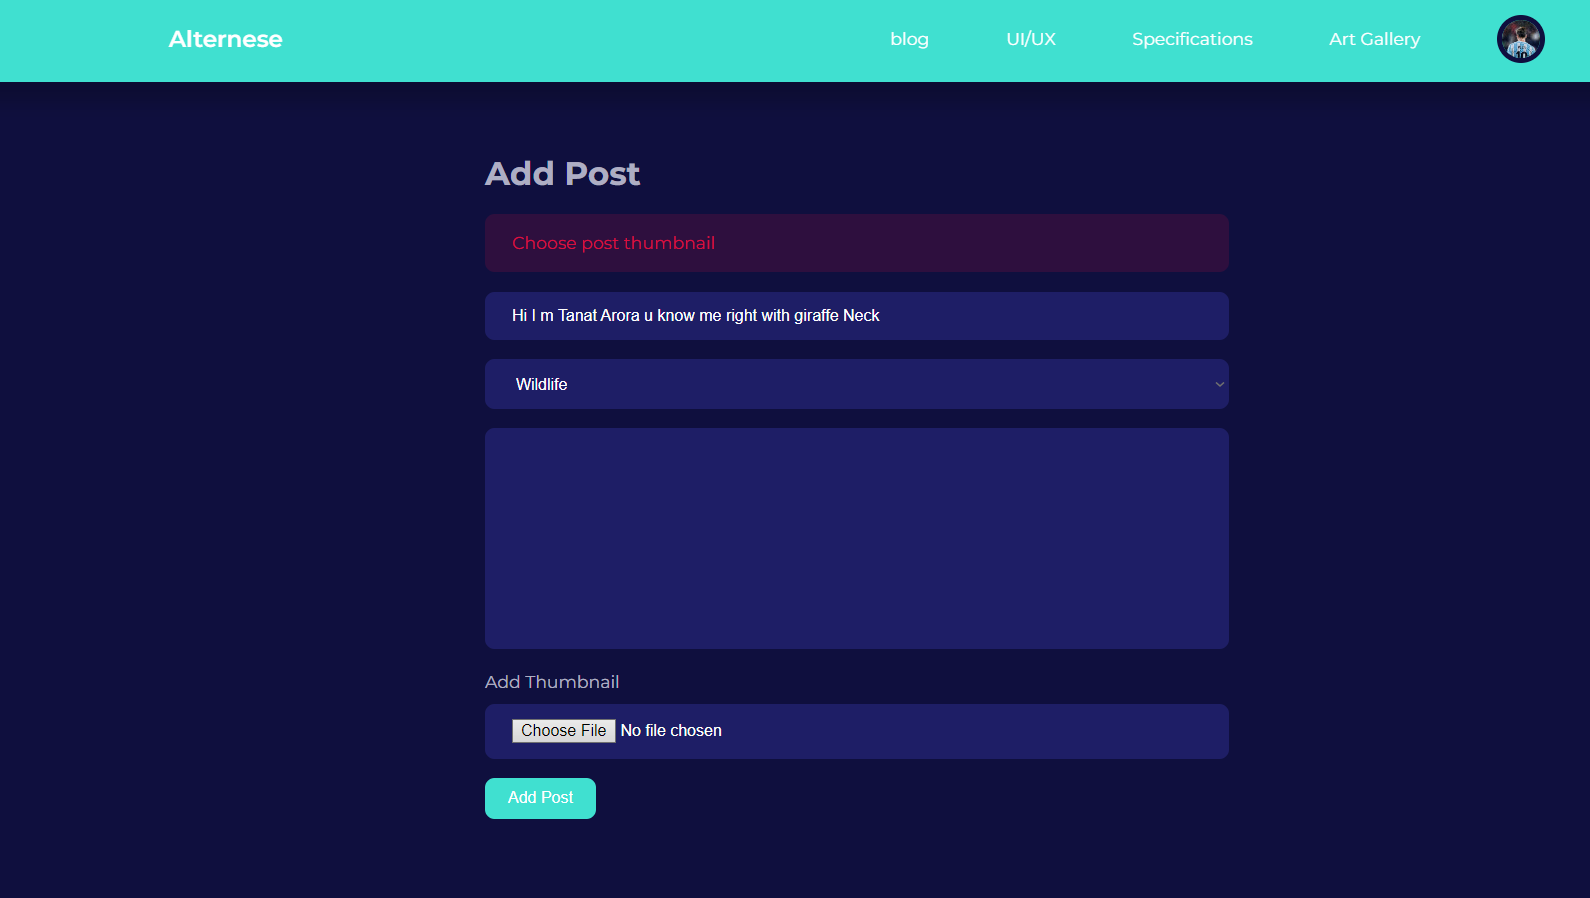 Alternese
blog
UI/UX
Specifications
Art Gallery
Add Post
Choose post thumbnail
Hi I m Tanat Arora u know me right with giraffe Neck
Wildlife
Add Thumbnail
Choose File No file chosen
Add Post